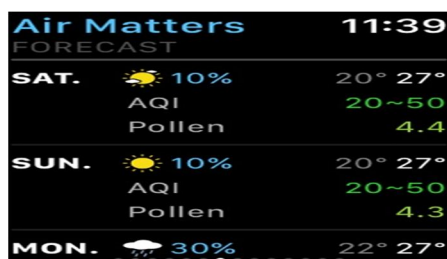 Air Matters 11:39
FORECAST
SAT. 10% 20° 27°
AQI 20~50
Pollen 4.4
SUN. 10% 20° 27°
AQI 20~50
Pollen 4.3
MON. 30% 22° 27°